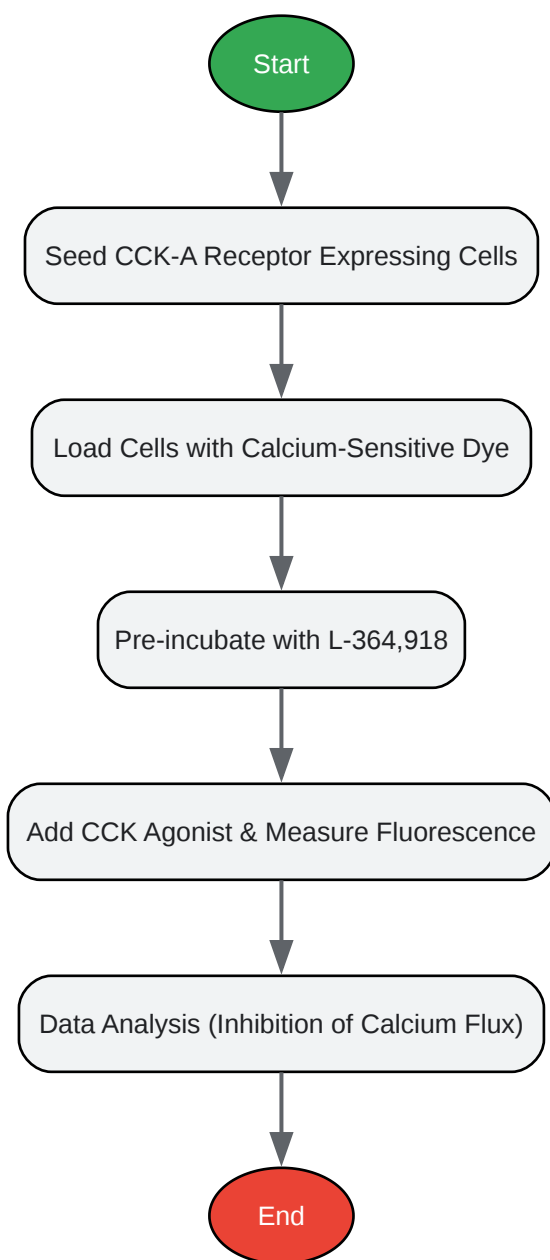 Start
Seed CCK-A Receptor Expressing Cells
Load Cells with Calcium-Sensitive Dye
Pre-incubate with L-364,918
Add CCK Agonist & Measure Fluorescence
Data Analysis (Inhibition of Calcium Flux)
End